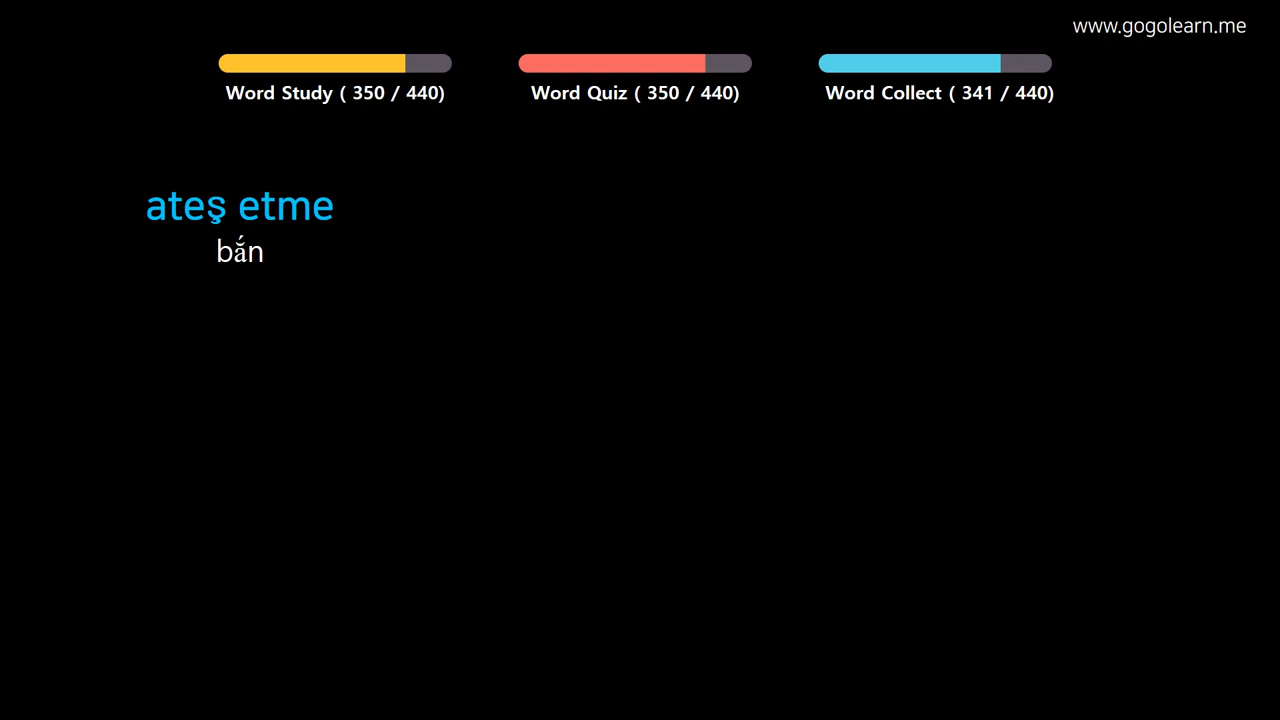 www.gogolearn.me
Word Study ( 350 / 440)
Word Quiz ( 350 / 440)
Word Collect ( 341 / 440)
ateş etme
bắn